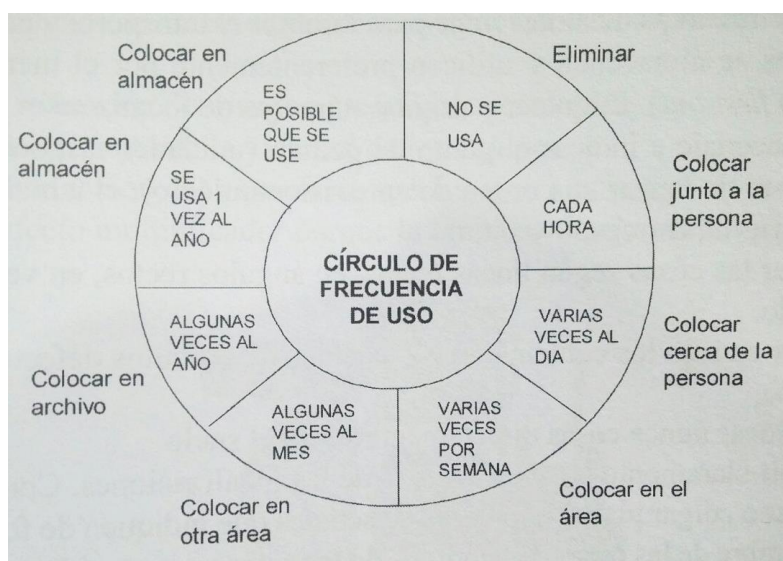 Eliminar
NO SE
USA
Colocar
junto a la
persona
CADA
HORA
Colocar
cerca de la
persona
VARIAS
VECES AL
DIA
Colocar en el
área
VARIAS
VECES
POR
SEMANA
Colocar en
otra área
ALGUNAS
VECES AL
MES
Colocar en
archivo
ALGUNAS
VECES AL
AÑO
Colocar en
almacén
SE
USA 1
VEZ AL
AÑO
Colocar en
almacén
ES
POSIBLE
QUE SE
USE
CÍRCULO DE
FRECUENCIA
DE USO